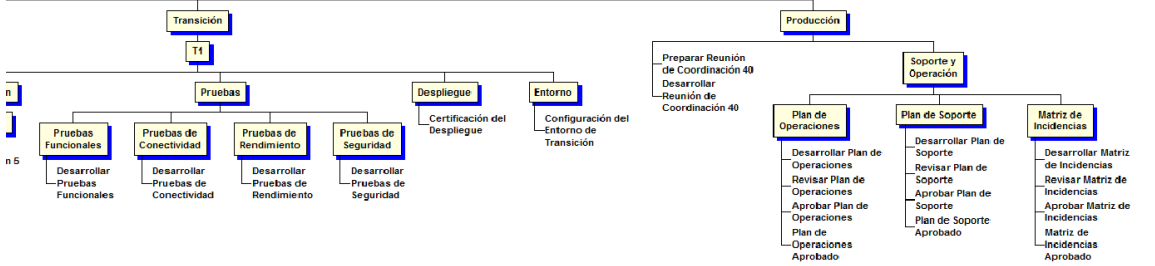 Transición
Producción
T1
Preparar Reunión
de Coordinación 40
Desarrollar
Reunión de
Coordinación 40
Soporte y
Operación
n
Pruebas
Despliegue
Entorno
Certificación del
Despliegue
Configuración del
Entorno de
Transición
n 5
Pruebas
Funcionales
Pruebas de
Conectividad
Pruebas de
Rendimiento
Pruebas de
Seguridad
Desarrollar
Pruebas
Funcionales
Desarrollar
Pruebas de
Conectividad
Desarrollar
Pruebas de
Rendimiento
Desarrollar
Pruebas de
Seguridad
Plan de
Operaciones
Plan de Soporte
Matriz de
Incidencias
Desarrollar Plan de
Operaciones
Revisar Plan de
Operaciones
Aprobar Plan de
Operaciones
Plan de
Operaciones
Aprobado
Desarrollar Plan de
Soporte
Revisar Plan de
Soporte
Aprobar Plan de
Soporte
Plan de Soporte
Aprobado
Desarrollar Matriz
de Incidencias
Revisar Matriz de
Incidencias
Aprobar Matriz de
Incidencias
Matriz de
Incidencias
Aprobado